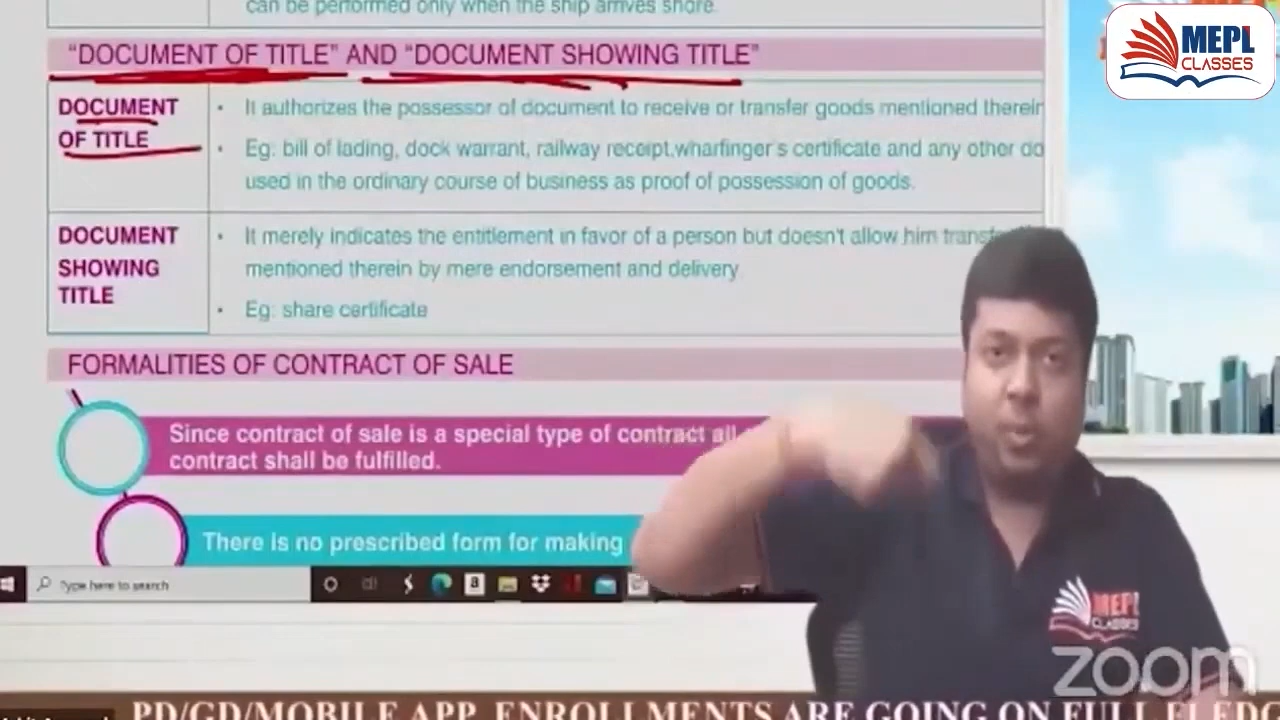 can be performed only when the ship arrives shore.
"DOCUMENT OF TITLE" AND "DOCUMENT SHOWING TITLE"
DOCUMENT
OF TITLE
• It authorizes the possessor of document to receive or transfer goods mentioned therein
• Eg: bill of lading, dock warrant, railway receipt,wharfinger's certificate and any other do
used in the ordinary course of business as proof of possession of goods.
DOCUMENT
SHOWING
TITLE
• It merely indicates the entitlement in favor of a person but doesn't allow him
mentioned therein by mere endorsement and delivery
• Eg: share certificate
FORMALITIES OF CONTRACT OF SALE
Since contract of sale is a special type of contract all
contract shall be fulfilled.
There is no prescribed form for making
Type here to search
MEPL
CLASSES
MEPL
CLASSES
zoom
PD/GD/MOBILE APP. ENROLLMENTS ARE GOING ON FULL FLEDG